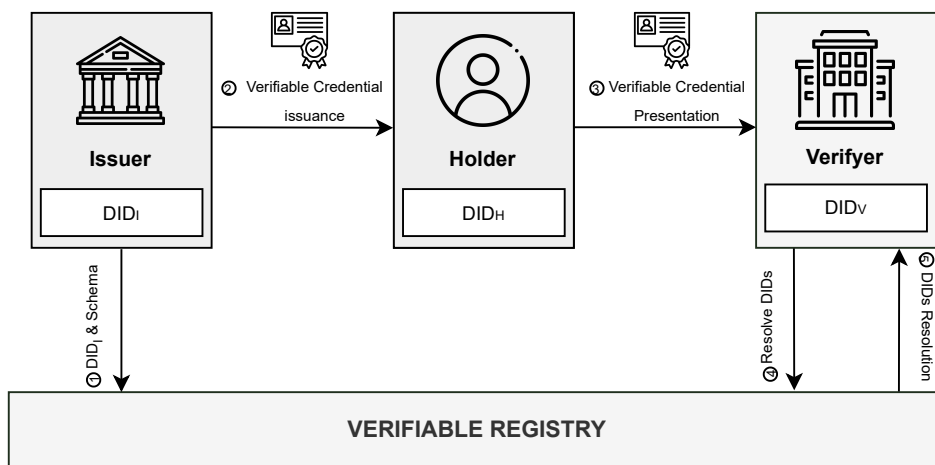 ② Verifiable Credential
issuance
③ Verifiable Credential
Presentation
Issuer
Holder
Verifyer
DIDI
DIDH
DIDV
① DIDI & Schema
④ Resolve DIDs
⑤ DIDs Resolution
VERIFIABLE REGISTRY